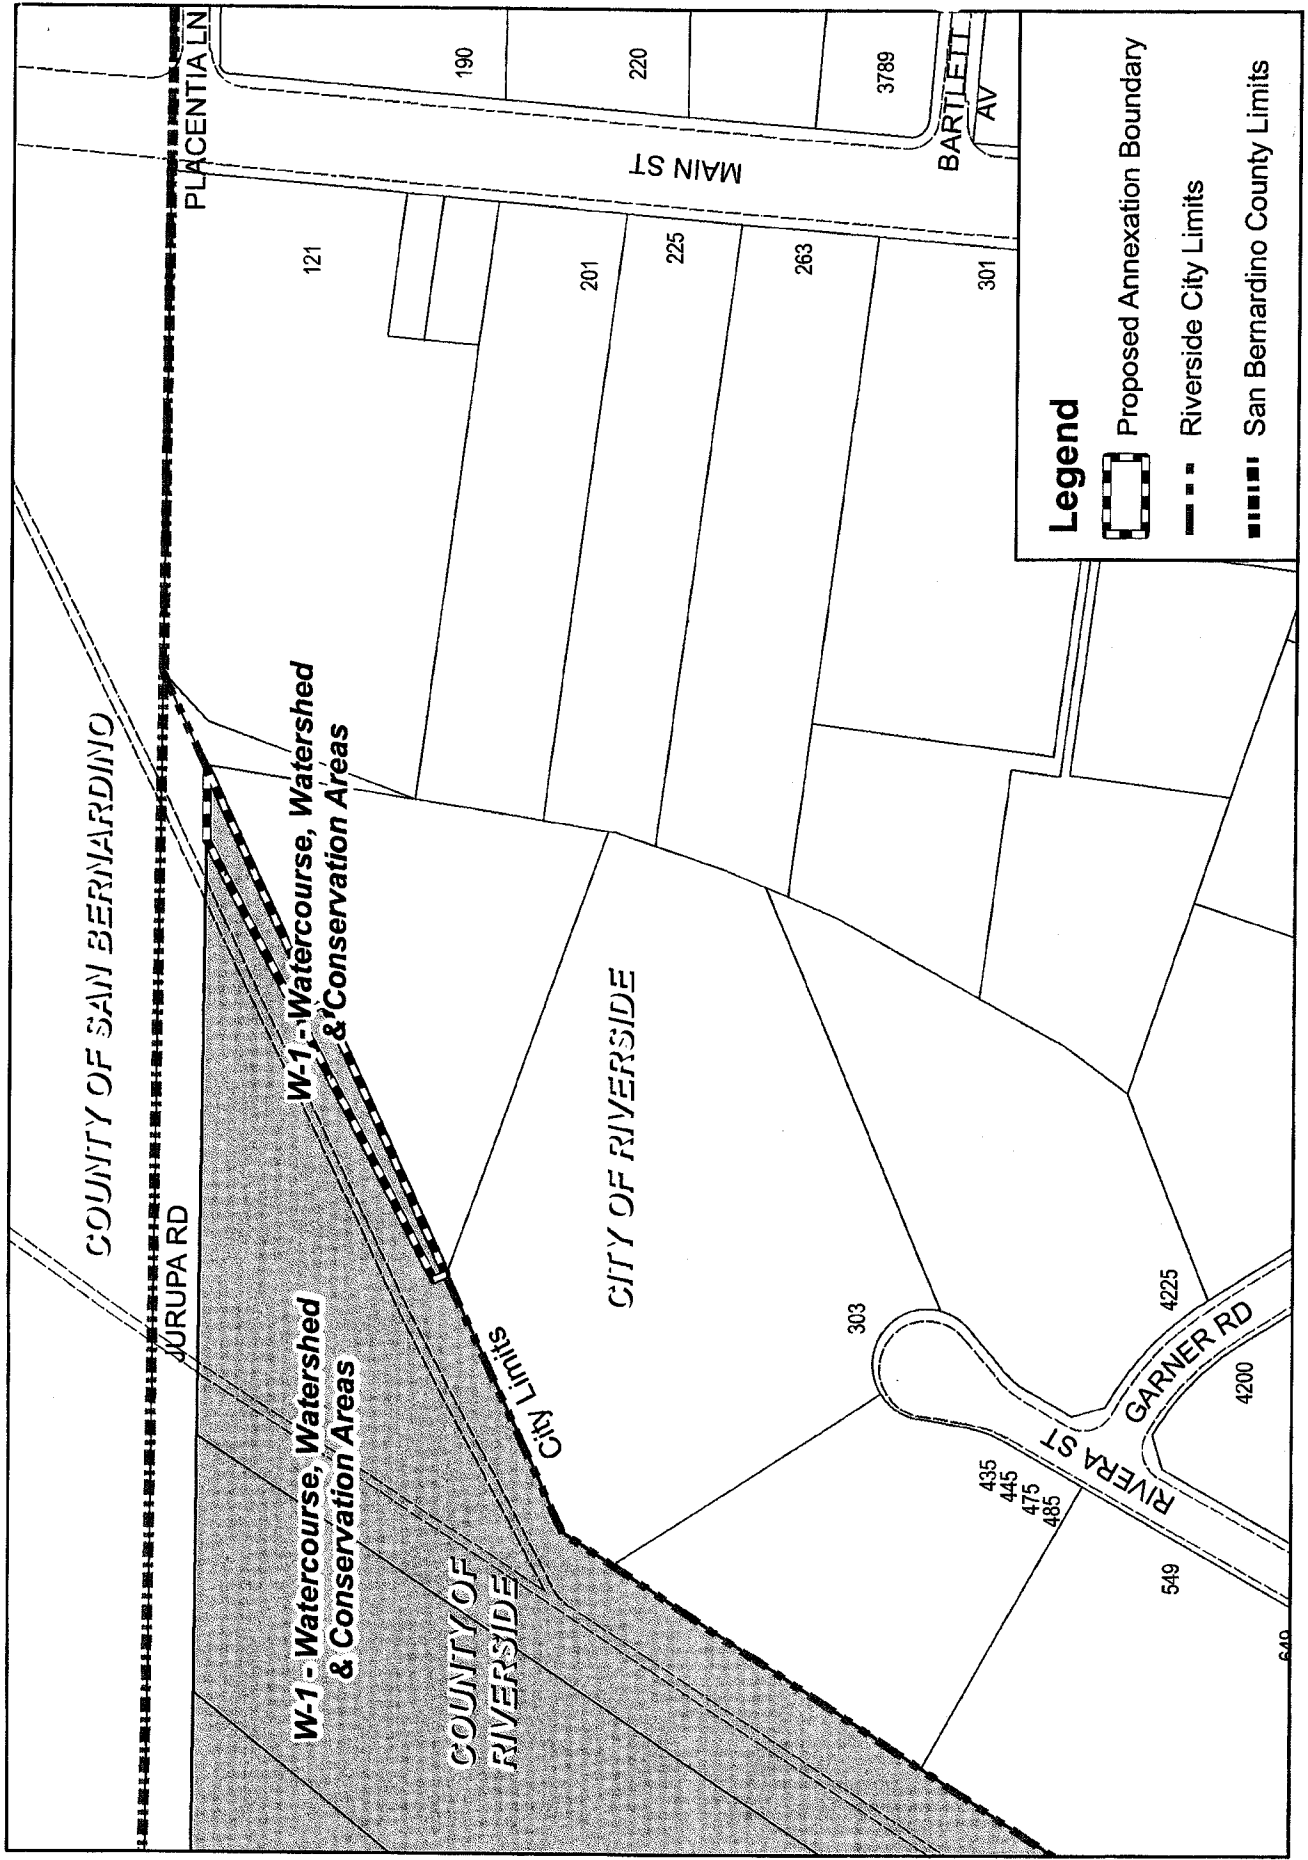 COUNTY OF SAN BERNARDINO
JURUPA RD
PLACENTIA LN
W-1 - Watercourse, Watershed
& Conservation Areas
W-1 - Watercourse, Watershed
& Conservation Areas
COUNTY OF
RIVERSIDE
City Limits
CITY OF RIVERSIDE
MAIN ST
BARTLETT
AV
121
190
201
220
225
263
301
3789
303
435
445
475
485
549
649
RIVERA ST
GARNER RD
4225
4200
Legend
Proposed Annexation Boundary
Riverside City Limits
San Bernardino County Limits